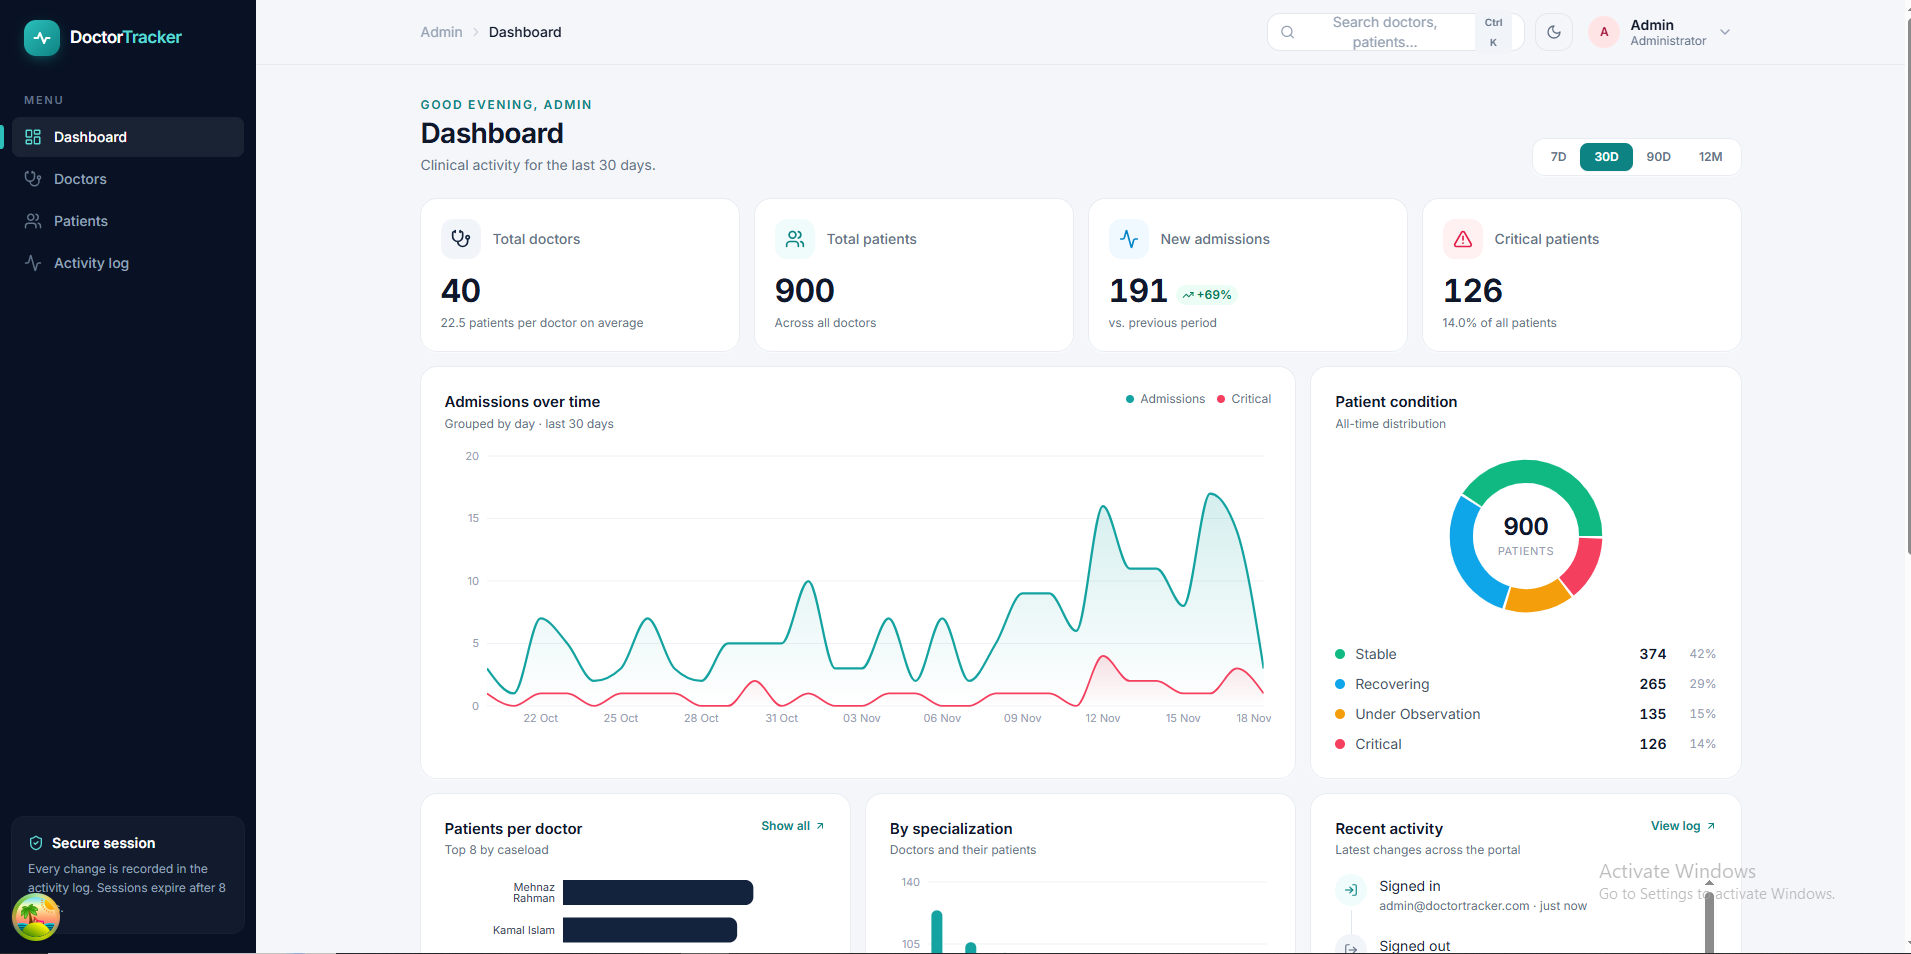 DoctorTracker
MENU
Dashboard
Doctors
Patients
Activity log
Secure session
Every change is recorded in the
activity log. Sessions expire after 8
Admin > Dashboard
Search doctors,
patients...
Ctrl
K
A
Admin
Administrator
GOOD EVENING, ADMIN
Dashboard
Clinical activity for the last 30 days.
7D 30D 90D 12M
Total doctors
40
22.5 patients per doctor on average
Total patients
900
Across all doctors
New admissions
191 +69%
vs. previous period
Critical patients
126
14.0% of all patients
Admissions over time
Grouped by day · last 30 days
Admissions Critical
20
15
10
5
0
22 Oct 25 Oct 28 Oct 31 Oct 03 Nov 06 Nov 09 Nov 12 Nov 15 Nov 18 Nov
Patient condition
All-time distribution
900
PATIENTS
Stable 374 42%
Recovering 265 29%
Under Observation 135 15%
Critical 126 14%
Patients per doctor
Show all
Top 8 by caseload
Mehnaz
Rahman
Kamal Islam
By specialization
Doctors and their patients
140
105
Recent activity
View log
Latest changes across the portal
Signed in
admin@doctortracker.com · just now
Signed out
Activate Windows
Go to Settings to activate Windows.